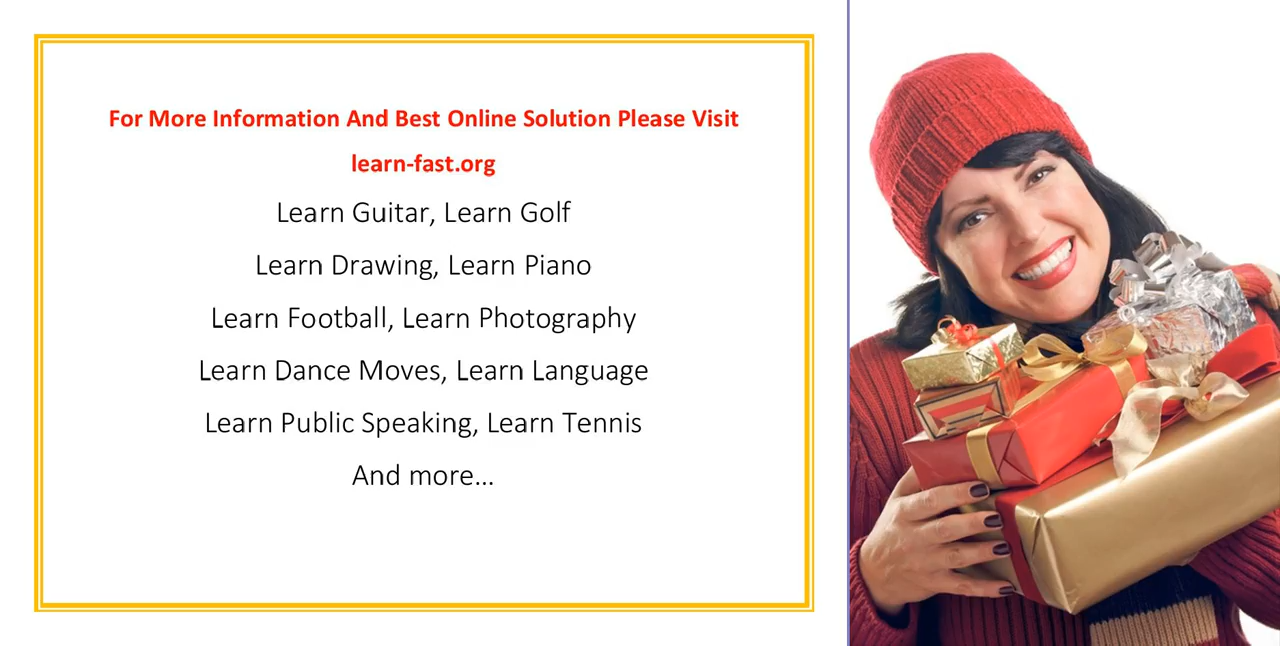 For More Information And Best Online Solution Please Visit
learn-fast.org
Learn Guitar, Learn Golf
Learn Drawing, Learn Piano
Learn Football, Learn Photography
Learn Dance Moves, Learn Language
Learn Public Speaking, Learn Tennis
And more...